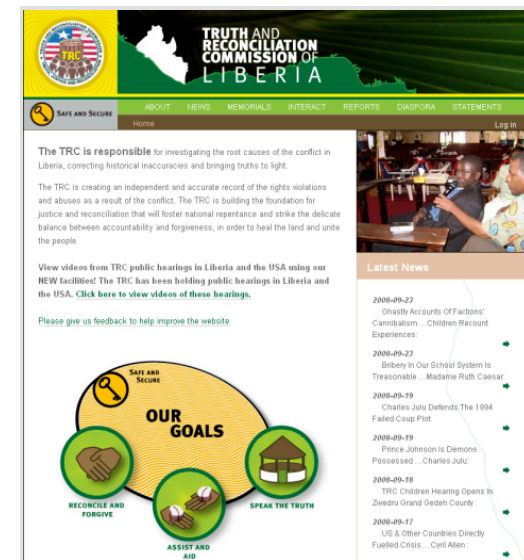 TRC
TRUTH AND
RECONCILIATION
COMMISSION OF
LIBERIA
SAFE AND SECURE
ABOUT NEWS MEMORIALS INTERACT REPORTS DIASPORA STATEMENTS
Home
Log in
The TRC is responsible for investigating the root causes of the conflict in
Liberia, correcting historical inaccuracies and bringing truths to light.
The TRC is creating an independent and accurate record of the rights violations
and abuses as a result of the conflict. The TRC is building the foundation for
justice and reconciliation that will foster national repentance and strike the delicate
balance between accountability and forgiveness, in order to heal the land and unite
the people.
View videos from TRC public hearings in Liberia and the USA using our
NEW facilities! The TRC has been holding public hearings in Liberia and
the USA. Click here to view videos of these hearings.
Please give us feedback to help improve the website
SAFE AND
SECURE
OUR
GOALS
RECONCILE AND
FORGIVE
ASSIST AND
AID
SPEAK THE TRUTH
Latest News
2008-09-23
Ghastly Accounts Of Factions'
Cannibalism ...Children Recount
Experiences:
2008-09-23
Bribery In Our School System Is
Treasonable ...Madame Ruth Caesar:
2008-09-19
Charles Julu Defends The 1994
Failed Coup Plot:
2008-09-19
Prince Johnson Is Demons
Possessed ...Charles Julu:
2008-09-18
TRC Children Hearing Opens In
Zwedru Grand Gedeh County :
2008-09-17
US & Other Countries Directly
Fuelled Crisis ...Cyril Allen :